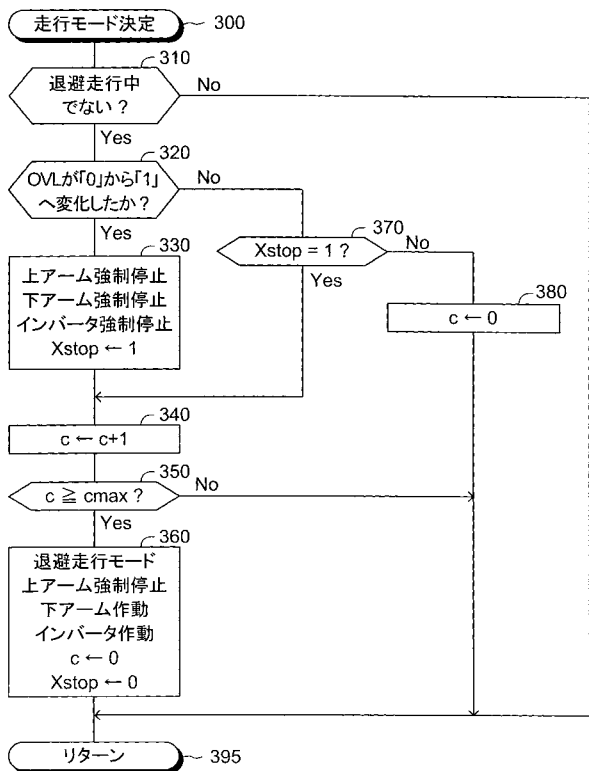 走行モード決定
300
310
退避走行中
でない？
No
Yes
320
OVLが「0」から「1」
へ変化したか？
No
Yes
330
上アーム強制停止
下アーム強制停止
インバータ強制停止
Xstop ← 1
370
Xstop = 1？
No
Yes
380
c ← 0
340
c ← c+1
350
c ≧ cmax？
No
Yes
360
退避走行モード
上アーム強制停止
下アーム作動
インバータ作動
c ← 0
Xstop ← 0
リターン
395